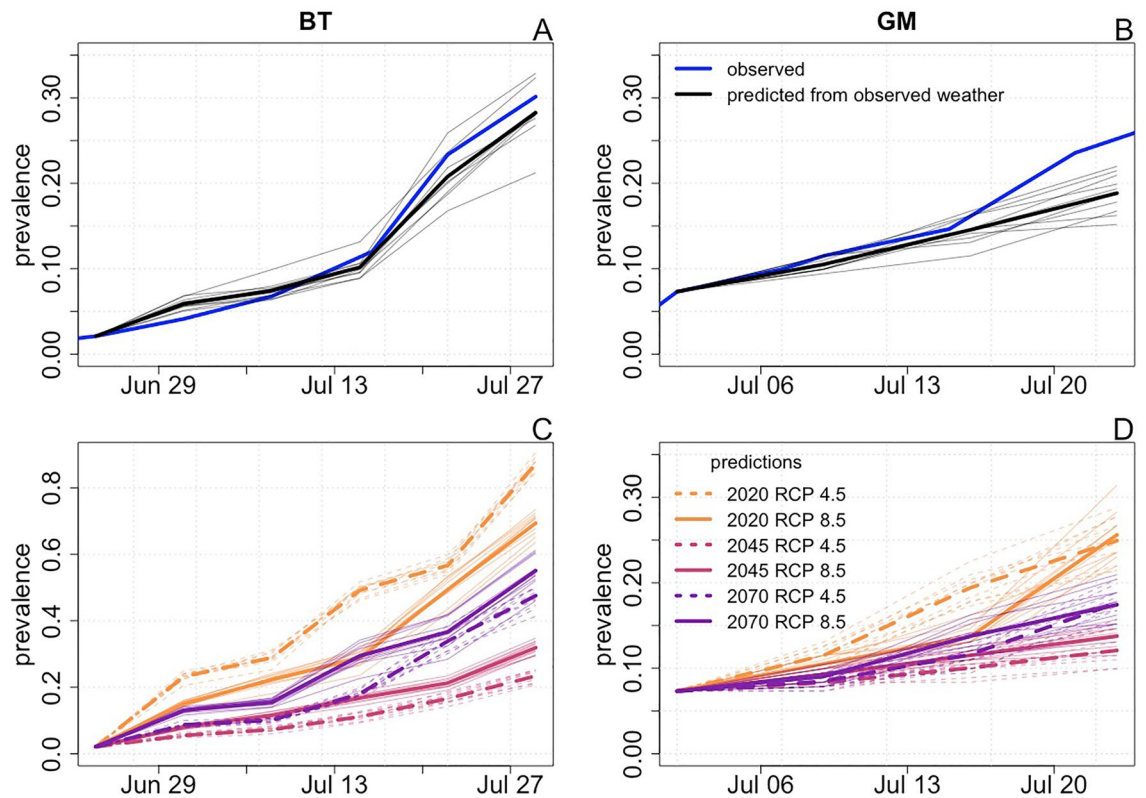 BT
A
prevalence
0.00
0.10
0.20
0.30
Jun 29
Jul 13
Jul 27
GM
B
observed
predicted from observed weather
prevalence
0.00
0.10
0.20
0.30
Jul 06
Jul 13
Jul 20
C
prevalence
0.0
0.2
0.4
0.6
0.8
Jun 29
Jul 13
Jul 27
D
predictions
2020 RCP 4.5
2020 RCP 8.5
2045 RCP 4.5
2045 RCP 8.5
2070 RCP 4.5
2070 RCP 8.5
prevalence
0.00
0.10
0.20
0.30
Jul 06
Jul 13
Jul 20